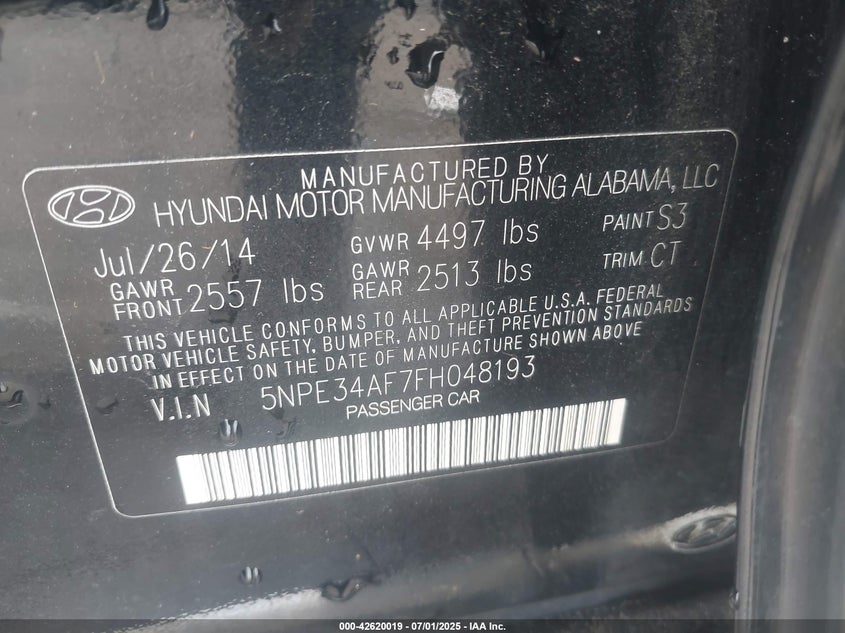 MANUFACTURED BY
HYUNDAI MOTOR MANUFACTURING ALABAMA, LLC
Jul/26/14 GVWR 4497 lbs PAINT S3
GAWR FRONT 2557 lbs GAWR REAR 2513 lbs TRIM CT
THIS VEHICLE CONFORMS TO ALL APPLICABLE U.S.A. FEDERAL
MOTOR VEHICLE SAFETY, BUMPER, AND THEFT PREVENTION STANDARDS
IN EFFECT ON THE DATE OF MANUFACTURE SHOWN ABOVE
V.I.N 5NPE34AF7FH048193
PASSENGER CAR
000-42620019 - 07/01/2025 - IAA Inc.